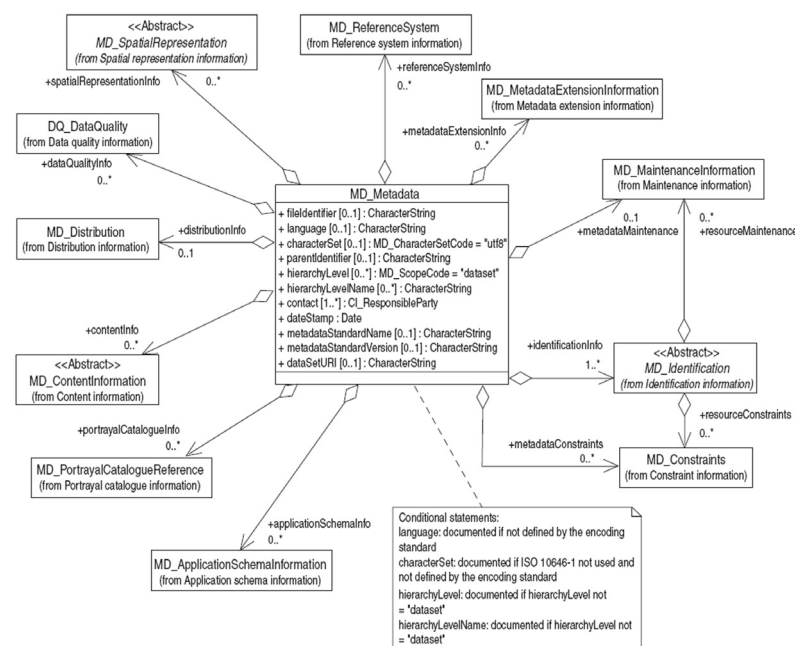 <<Abstract>>
MD_SpatialRepresentation
(from Spatial representation information)
+spatialRepresentationInfo
0..*
MD_ReferenceSystem
(from Reference system information)
+referenceSystemInfo
0..*
MD_MetadataExtensionInformation
(from Metadata extension information)
+metadataExtensionInfo
0..*
DQ_DataQuality
(from Data quality information)
+dataQualityInfo
0..*
MD_MaintenanceInformation
(from Maintenance information)
0..1
+metadataMaintenance
0..*
+resourceMaintenance
MD_Distribution
(from Distribution information)
+distributionInfo
0..1
MD_Metadata
+ fileIdentifier [0..1] : CharacterString
+ language [0..1] : CharacterString
+ characterSet [0..1] : MD_CharacterSetCode = "utf8"
+ parentIdentifier [0..1] : CharacterString
+ hierarchyLevel [0..*] : MD_ScopeCode = "dataset"
+ hierarchyLevelName [0..*] : CharacterString
+ contact [1..*] : CI_ResponsibleParty
+ dateStamp : Date
+ metadataStandardName [0..1] : CharacterString
+ metadataStandardVersion [0..1] : CharacterString
+ dataSetURI [0..1] : CharacterString
+contentInfo
0..*
<<Abstract>>
MD_ContentInformation
(from Content information)
+identificationInfo
1..*
<<Abstract>>
MD_Identification
(from Identification information)
+resourceConstraints
0..*
+portrayalCatalogueInfo
0..*
MD_PortrayalCatalogueReference
(from Portrayal catalogue information)
+metadataConstraints
0..*
MD_Constraints
(from Constraint information)
+applicationSchemaInfo
0..*
MD_ApplicationSchemaInformation
(from Application schema information)
Conditional statements:
language: documented if not defined by the encoding
standard
characterSet: documented if ISO 10646-1 not used and
not defined by the encoding standard
hierarchyLevel: documented if hierarchyLevel not
= "dataset"
hierarchyLevelName: documented if hierarchyLevel not
= "dataset"